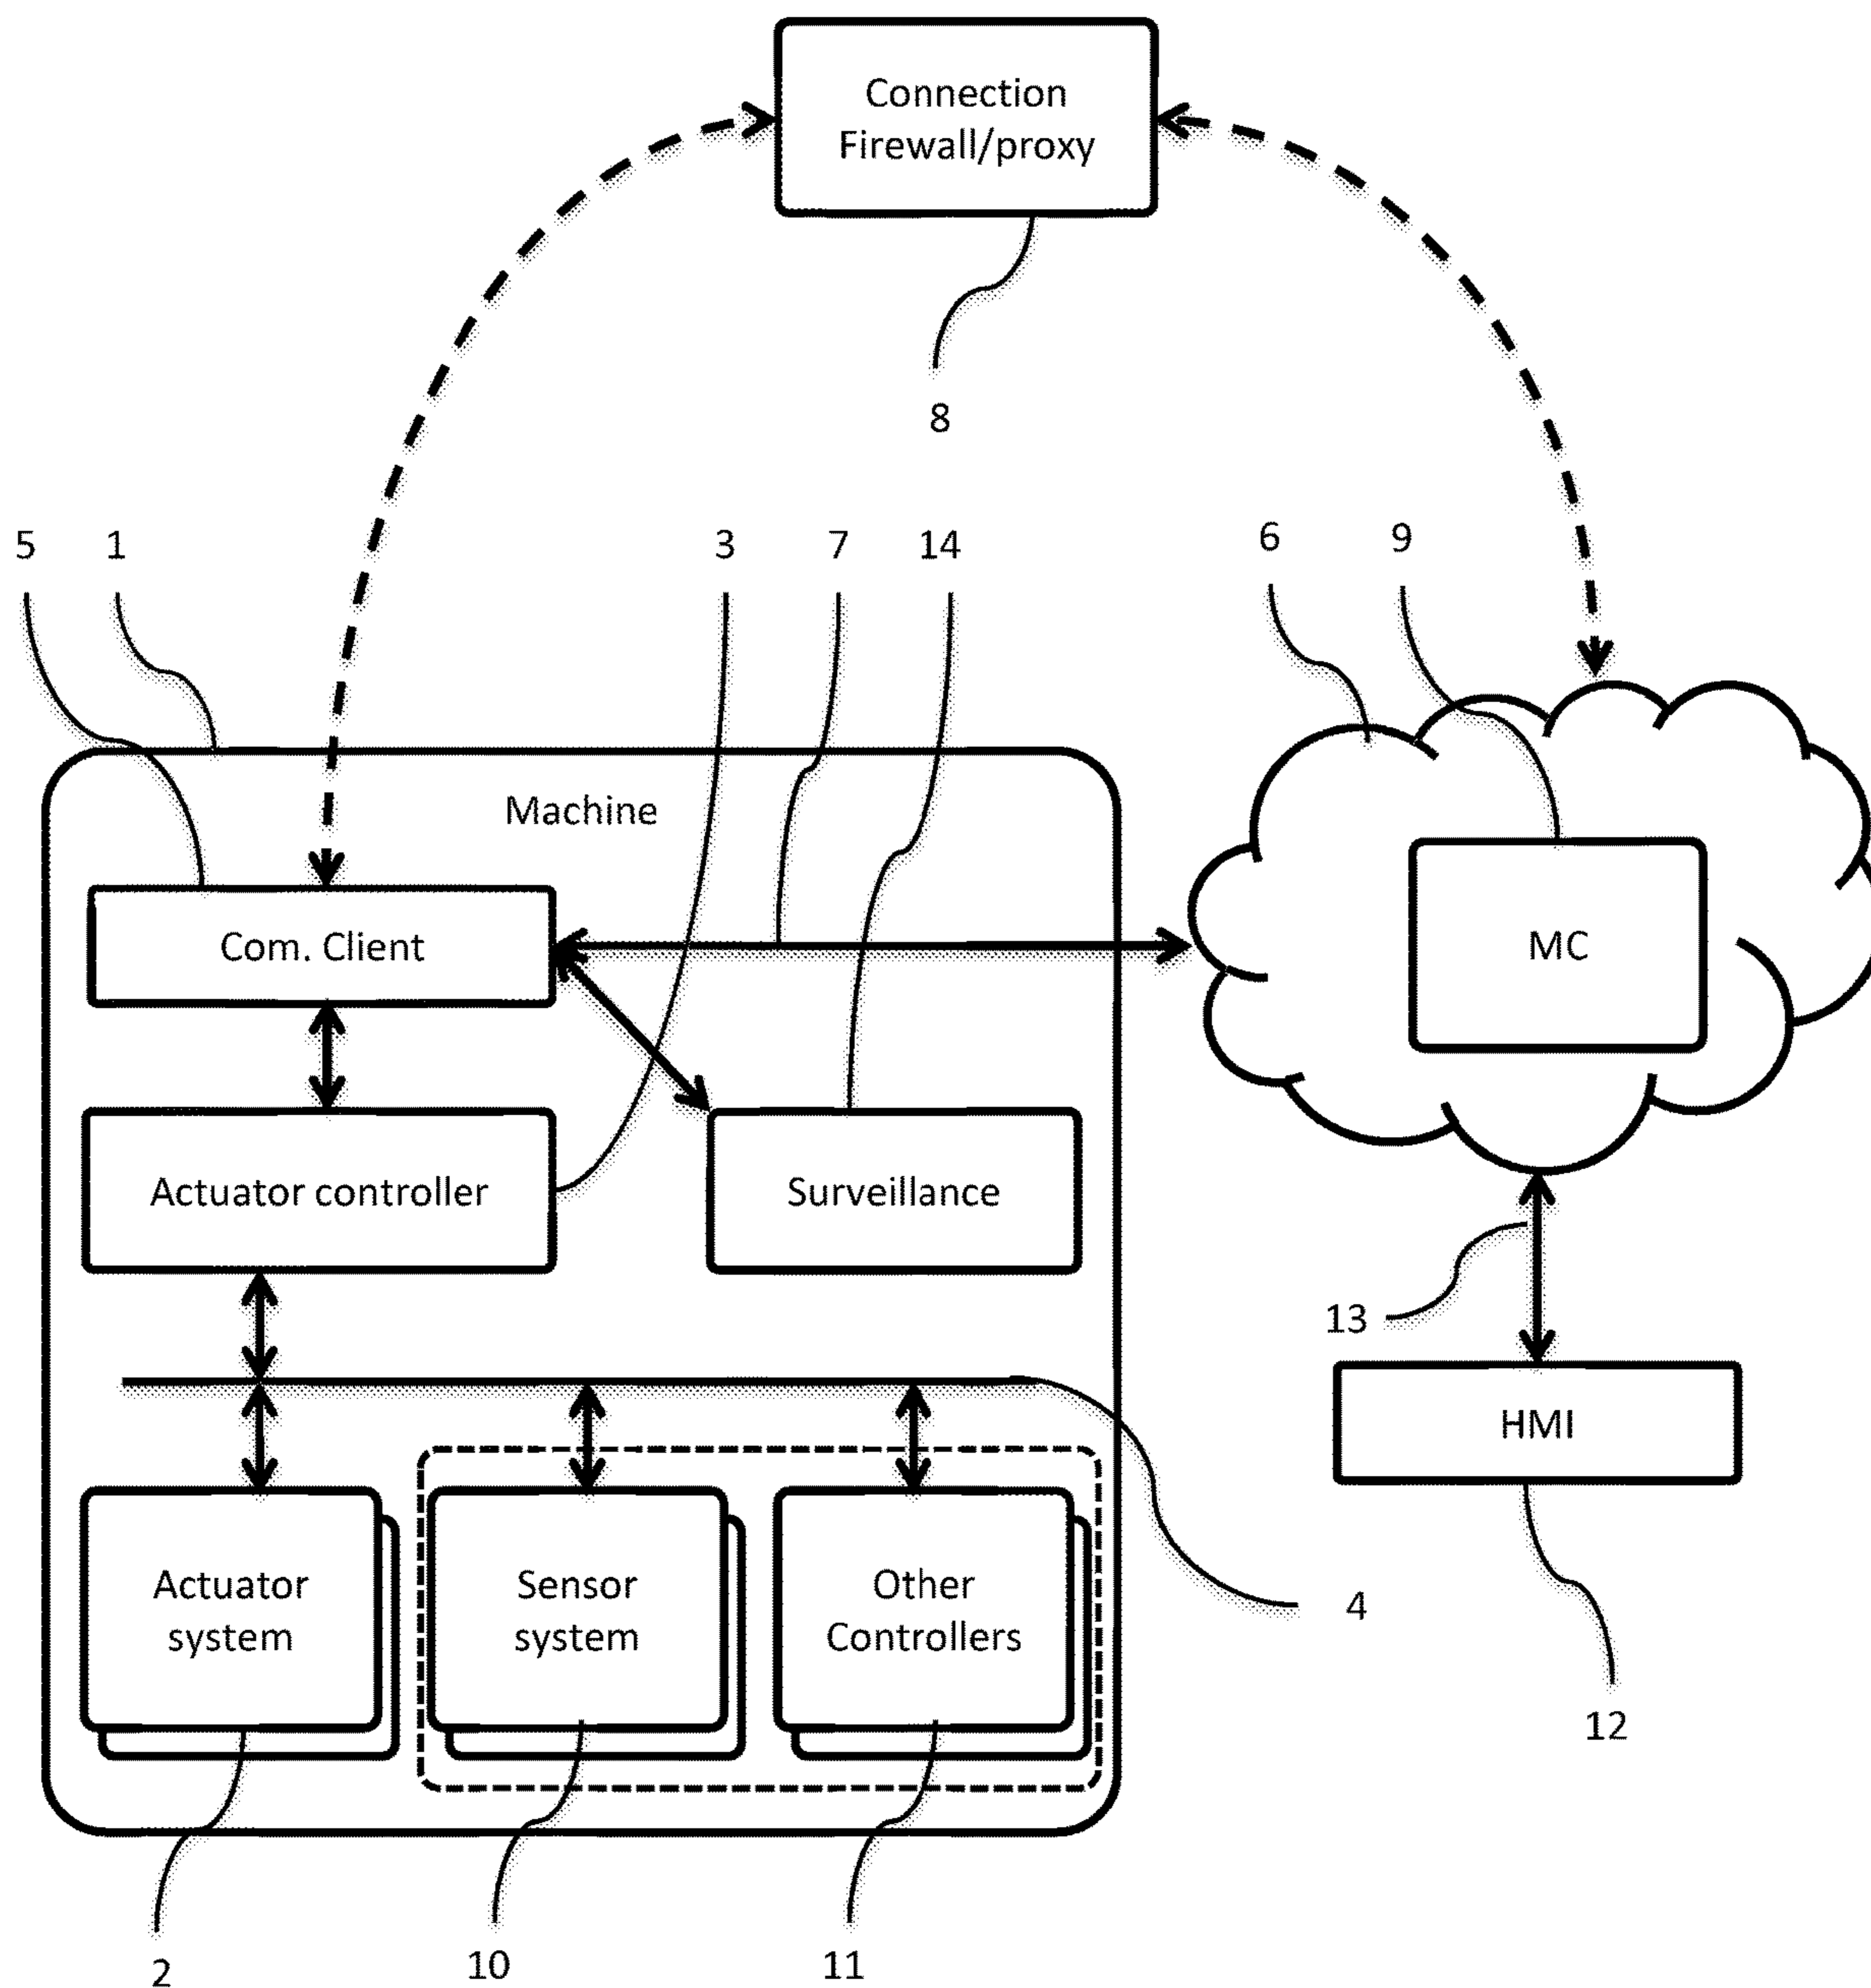 Connection
Firewall/proxy
8
5
1
3
7
14
6
9
Machine
Com. Client
MC
Actuator controller
Surveillance
13
HMI
Actuator
system
Sensor
system
Other
Controllers
4
12
2
10
11